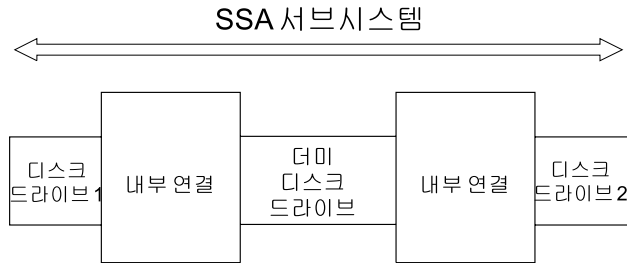 SSA 서브시스템
디스크
드라이브 1
내부 연결
더미
디스크
드라이브
내부 연결
디스크
드라이브 2